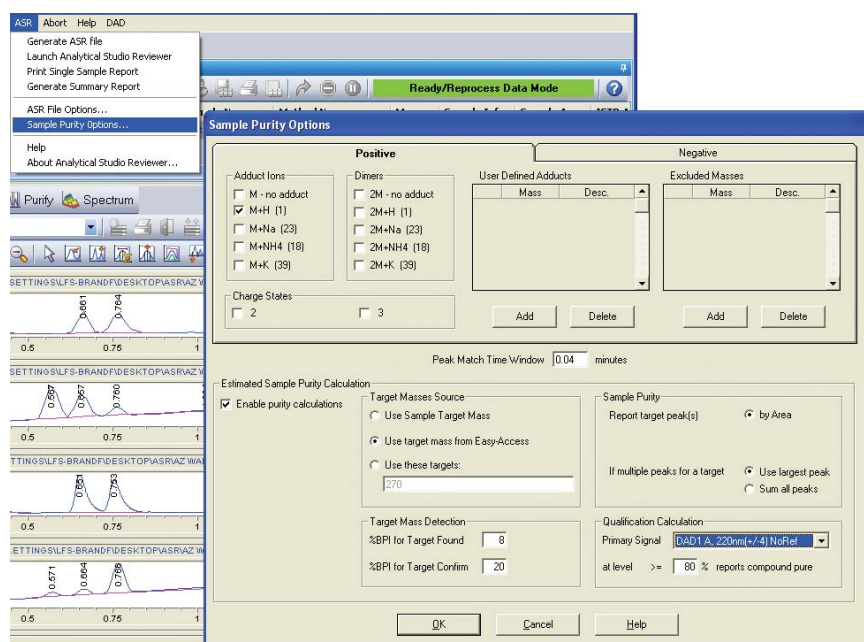 ASR Abort Help DAD
Generate ASR file
Launch Analytical Studio Reviewer
Print Single Sample Report
Generate Summary Report
ASR File Options...
Sample Purity Options...
Help
About Analytical Studio Reviewer...
Ready/Reprocess Data Mode
Purify Spectrum
SETTINGS\LFS-BRANDF\DESKTOP\ASR\AZ W
0.661 0.764
0.5 0.75 1
SETTINGS\LFS-BRANDF\DESKTOP\ASR\AZ W
0.567 0.657 0.760
0.5 0.75 1
TTINGS\LFS-BRANDF\DESKTOP\ASR\AZ WA
0.651 0.753
0.5 0.75 1
ETTINGS\LFS-BRANDF\DESKTOP\ASR\AZ W
0.571 0.664 0.766
0.5 0.75 1
Sample Purity Options
Positive Negative
Adduct Ions
M - no adduct
M+H (1)
M+Na (23)
M+NH4 (18)
M+K (39)
Dimers
2M - no adduct
2M+H (1)
2M+Na (23)
2M+NH4 (18)
2M+K (39)
Charge States
2 3
User Defined Adducts
Mass Desc.
Add Delete
Excluded Masses
Mass Desc.
Add Delete
Peak Match Time Window 0.04 minutes
Estimated Sample Purity Calculation
Enable purity calculations
Target Masses Source
Use Sample Target Mass
Use target mass from Easy-Access
Use these targets:
270
Target Mass Detection
%BPI for Target Found 8
%BPI for Target Confirm 20
Sample Purity
Report target peak(s) by Area
If multiple peaks for a target Use largest peak
Sum all peaks
Qualification Calculation
Primary Signal DAD1 A, 220nm(+/-4) NoRef
at level >= 80 % reports compound pure
OK Cancel Help